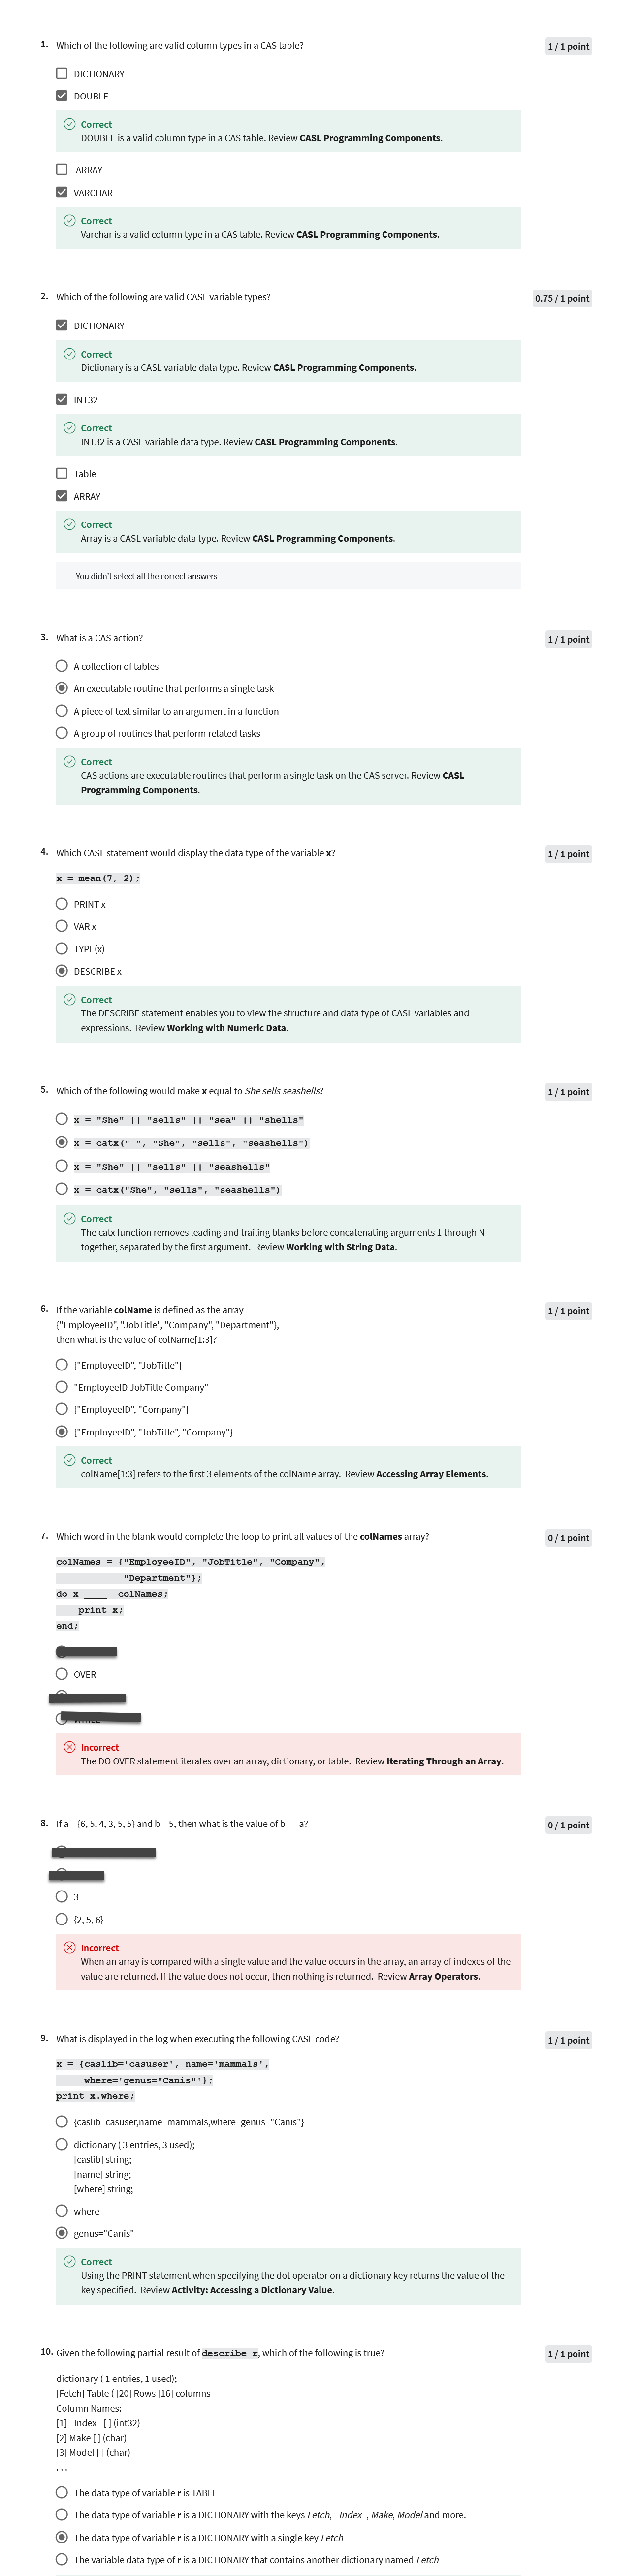 1. Which of the following are valid column types in a CAS table?
1 / 1 point
DICTIONARY
DOUBLE
Correct
DOUBLE is a valid column type in a CAS table. Review CASL Programming Components.
ARRAY
VARCHAR
Correct
Varchar is a valid column type in a CAS table. Review CASL Programming Components.
2. Which of the following are valid CASL variable types?
0.75 / 1 point
DICTIONARY
Correct
Dictionary is a CASL variable data type. Review CASL Programming Components.
INT32
Correct
INT32 is a CASL variable data type. Review CASL Programming Components.
Table
ARRAY
Correct
Array is a CASL variable data type. Review CASL Programming Components.
You didn't select all the correct answers
3. What is a CAS action?
1 / 1 point
A collection of tables
An executable routine that performs a single task
A piece of text similar to an argument in a function
A group of routines that perform related tasks
Correct
CAS actions are executable routines that perform a single task on the CAS server. Review CASL
Programming Components.
4. Which CASL statement would display the data type of the variable x?
1 / 1 point
x = mean(7, 2);
PRINT x
VAR x
TYPE(x)
DESCRIBE x
Correct
The DESCRIBE statement enables you to view the structure and data type of CASL variables and
expressions. Review Working with Numeric Data.
5. Which of the following would make x equal to She sells seashells?
1 / 1 point
x = "She" || "sells" || "sea" || "shells"
x = catx(" ", "She", "sells", "seashells")
x = "She" || "sells" || "seashells"
x = catx("She", "sells", "seashells")
Correct
The catx function removes leading and trailing blanks before concatenating arguments 1 through N
together, separated by the first argument. Review Working with String Data.
6. If the variable colName is defined as the array
1 / 1 point
{"EmployeeID", "JobTitle", "Company", "Department"},
then what is the value of colName[1:3]?
{"EmployeeID", "JobTitle"}
"EmployeeID JobTitle Company"
{"EmployeeID", "Company"}
{"EmployeeID", "JobTitle", "Company"}
Correct
colName[1:3] refers to the first 3 elements of the colName array. Review Accessing Array Elements.
7. Which word in the blank would complete the loop to print all values of the colNames array?
0 / 1 point
colNames = {"EmployeeID", "JobTitle", "Company",
"Department"};
do x ____ colNames;
print x;
end;
OVER
Incorrect
The DO OVER statement iterates over an array, dictionary, or table. Review Iterating Through an Array.
8. If a = {6, 5, 4, 3, 5, 5} and b = 5, then what is the value of b == a?
0 / 1 point
3
{2, 5, 6}
Incorrect
When an array is compared with a single value and the value occurs in the array, an array of indexes of the
value are returned. If the value does not occur, then nothing is returned. Review Array Operators.
9. What is displayed in the log when executing the following CASL code?
1 / 1 point
x = {caslib='casuser', name='mammals',
where='genus="Canis"'};
print x.where;
{caslib=casuser,name=mammals,where=genus="Canis"}
dictionary ( 3 entries, 3 used);
[caslib] string;
[name] string;
[where] string;
where
genus="Canis"
Correct
Using the PRINT statement when specifying the dot operator on a dictionary key returns the value of the
key specified. Review Activity: Accessing a Dictionary Value.
10. Given the following partial result of describe r, which of the following is true?
1 / 1 point
dictionary ( 1 entries, 1 used);
[Fetch] Table ( [20] Rows [16] columns
Column Names:
[1] _Index_ [ ] (int32)
[2] Make [ ] (char)
[3] Model [ ] (char)
. . .
The data type of variable r is TABLE
The data type of variable r is a DICTIONARY with the keys Fetch, _Index_, Make, Model and more.
The data type of variable r is a DICTIONARY with a single key Fetch
The variable data type of r is a DICTIONARY that contains another dictionary named Fetch